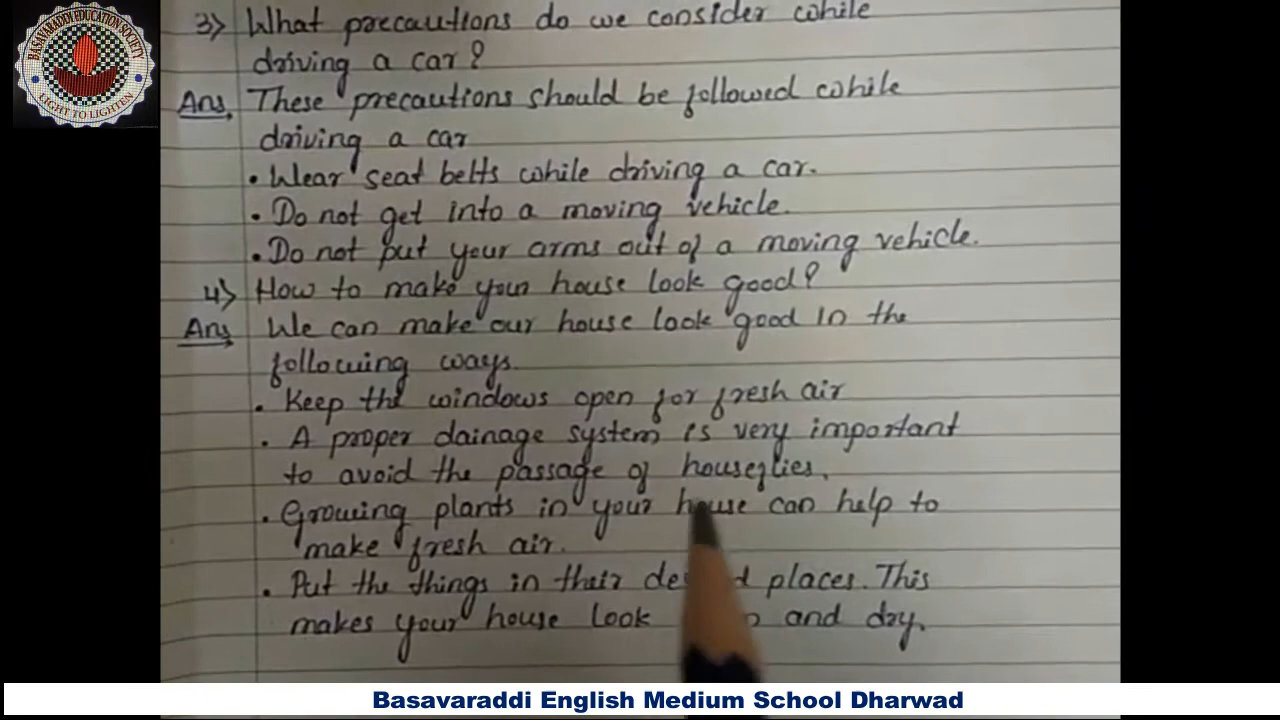 BASAVARADDI EDUCATION SOCIETY
LIGHT TO LIGHTEN
3) What precautions do we consider while
driving a car?
Ans, These precautions should be followed while
driving a car
• Wear seat belts while driving a car.
• Do not get into a moving vehicle.
• Do not put your arms out of a moving vehicle.
4) How to make your house look good?
Ans We can make our house look good in the
following ways.
• Keep the windows open for fresh air
• A proper dainage system is very important
to avoid the passage of houseflies.
• Growing plants in your house can help to
make fresh air.
• Put the things in their places. This
makes your house look and dry.
Basavaraddi English Medium School Dharwad